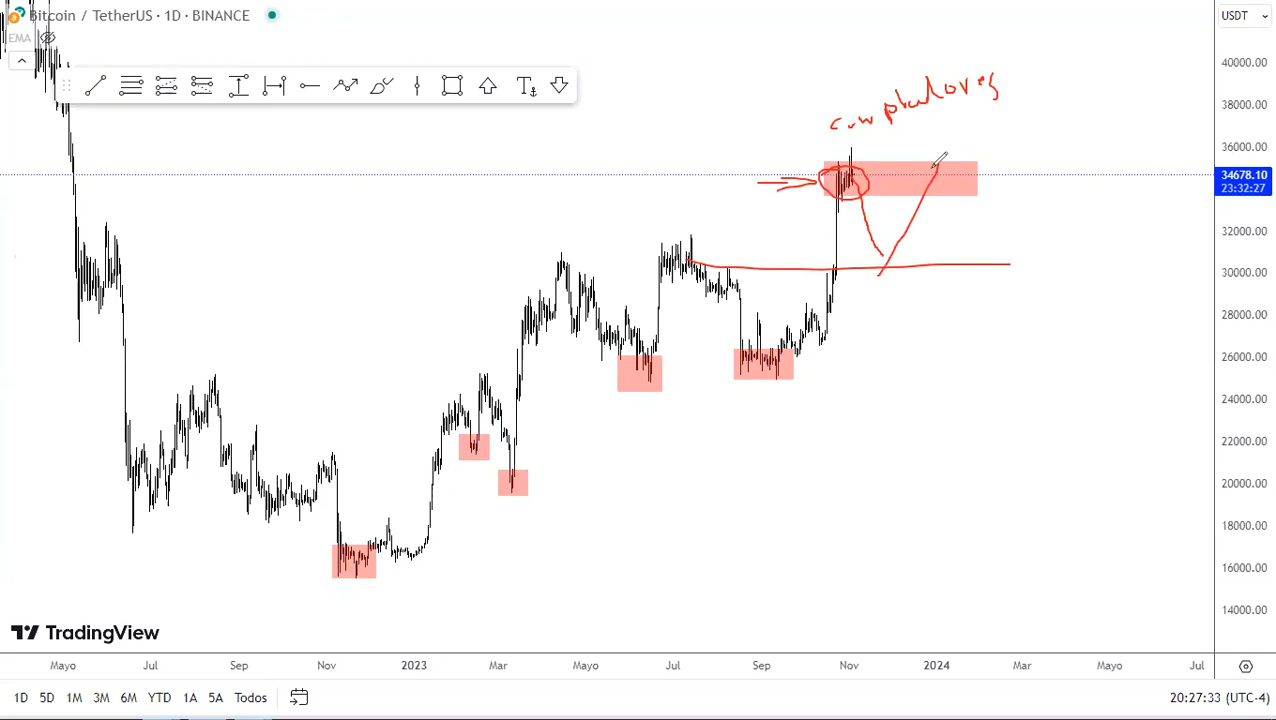 Bitcoin / TetherUS · 1D · BINANCE
USDT
EMA
40000.00
38000.00
36000.00
34678.10
23:32:27
32000.00
30000.00
28000.00
26000.00
24000.00
22000.00
20000.00
18000.00
16000.00
14000.00
TradingView
Mayo Jul Sep Nov 2023 Mar Mayo Jul Sep Nov 2024 Mar Mayo Jul
1D 5D 1M 3M 6M YTD 1A 5A Todos
20:27:33 (UTC-4)